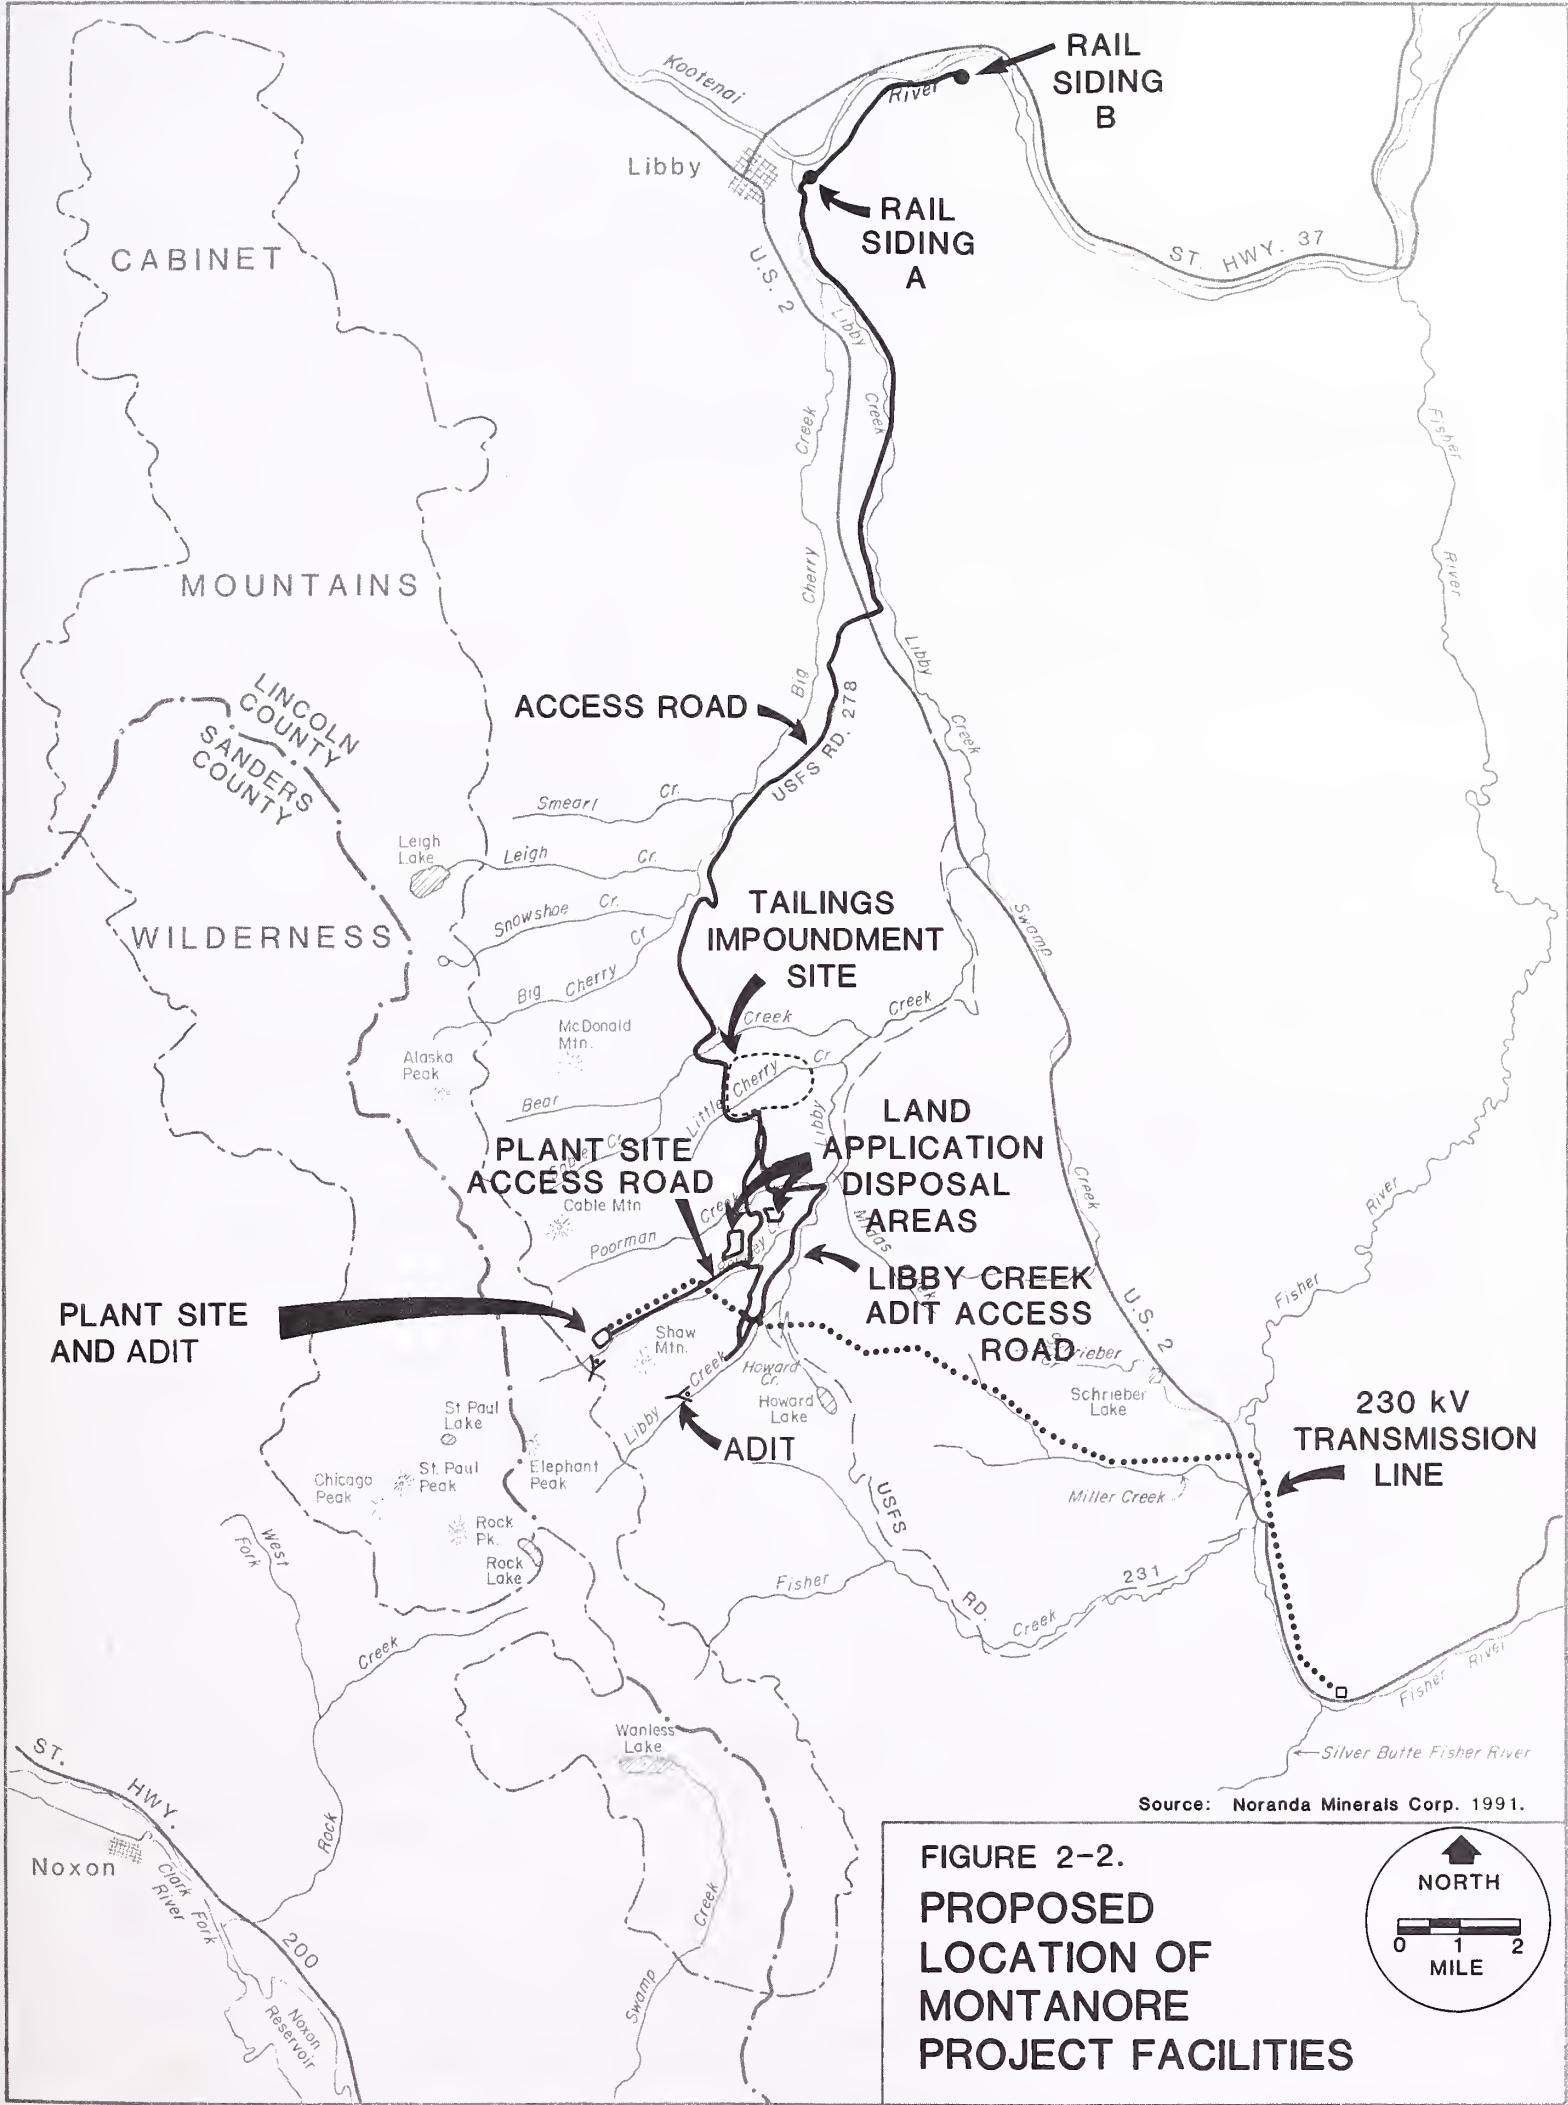 RAIL
SIDING
B
Kootenai
River
Libby
RAIL
SIDING
A
CABINET
U.S. 2
ST. HWY. 37
Libby
Creek
Creek
Fisher
Cherry
River
MOUNTAINS
Libby
LINCOLN
COUNTY
SANDERS
COUNTY
ACCESS ROAD
Big
USFS RD. 278
Creek
Smearl Cr.
Leigh
Lake
Leigh Cr.
TAILINGS
IMPOUNDMENT
SITE
Snowshoe Cr.
Swamp
WILDERNESS
Cr
Big Cherry
Creek
Creek
McDonald
Mtn.
Alaska
Peak
Cr
Cherry
Little
Bear
Libby
LAND
APPLICATION
DISPOSAL
AREAS
PLANT SITE
ACCESS ROAD
Cr
Creek
River
Cable Mtn
Creek
Poorman
Midas
LIBBY CREEK
ADIT ACCESS
ROAD
Fisher
PLANT SITE
AND ADIT
U.S. 2
Shaw
Mtn.
Schrieber
Creek
Howard
Cr.
Howard
Lake
Schrieber
Lake
230 kV
TRANSMISSION
LINE
St Paul
Lake
Libby
ADIT
Elephant
Peak
St. Paul
Peak
Chicago
Peak
Miller Creek
USFS
Rock
Pk.
Rock
Lake
West
Fork
Fisher
231
RD.
Creek
Creek
Fisher River
Wanless
Lake
ST.
HWY.
Silver Butte Fisher River
Source: Noranda Minerals Corp. 1991.
Rock
Noxon
Clark
Fork
River
Creek
200
Swamp
Noxon
Reservoir
FIGURE 2-2.
PROPOSED
LOCATION OF
MONTANORE
PROJECT FACILITIES
NORTH
0 1 2
MILE